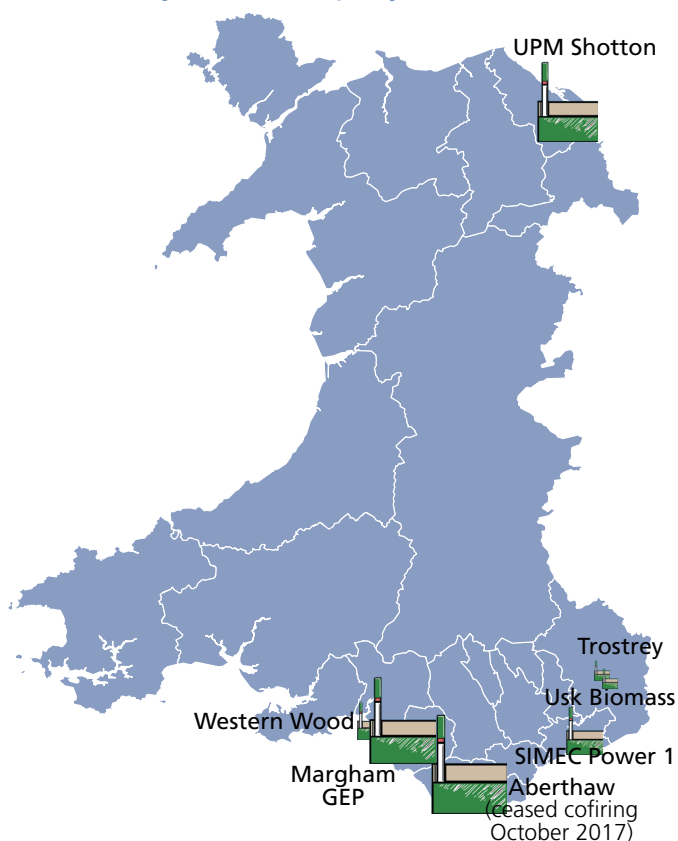 UPM Shotton
Trostrey
Usk Biomass
Western Wood
SIMEC Power 1
Margham
GEP
Aberthaw
(ceased cofiring
October 2017)